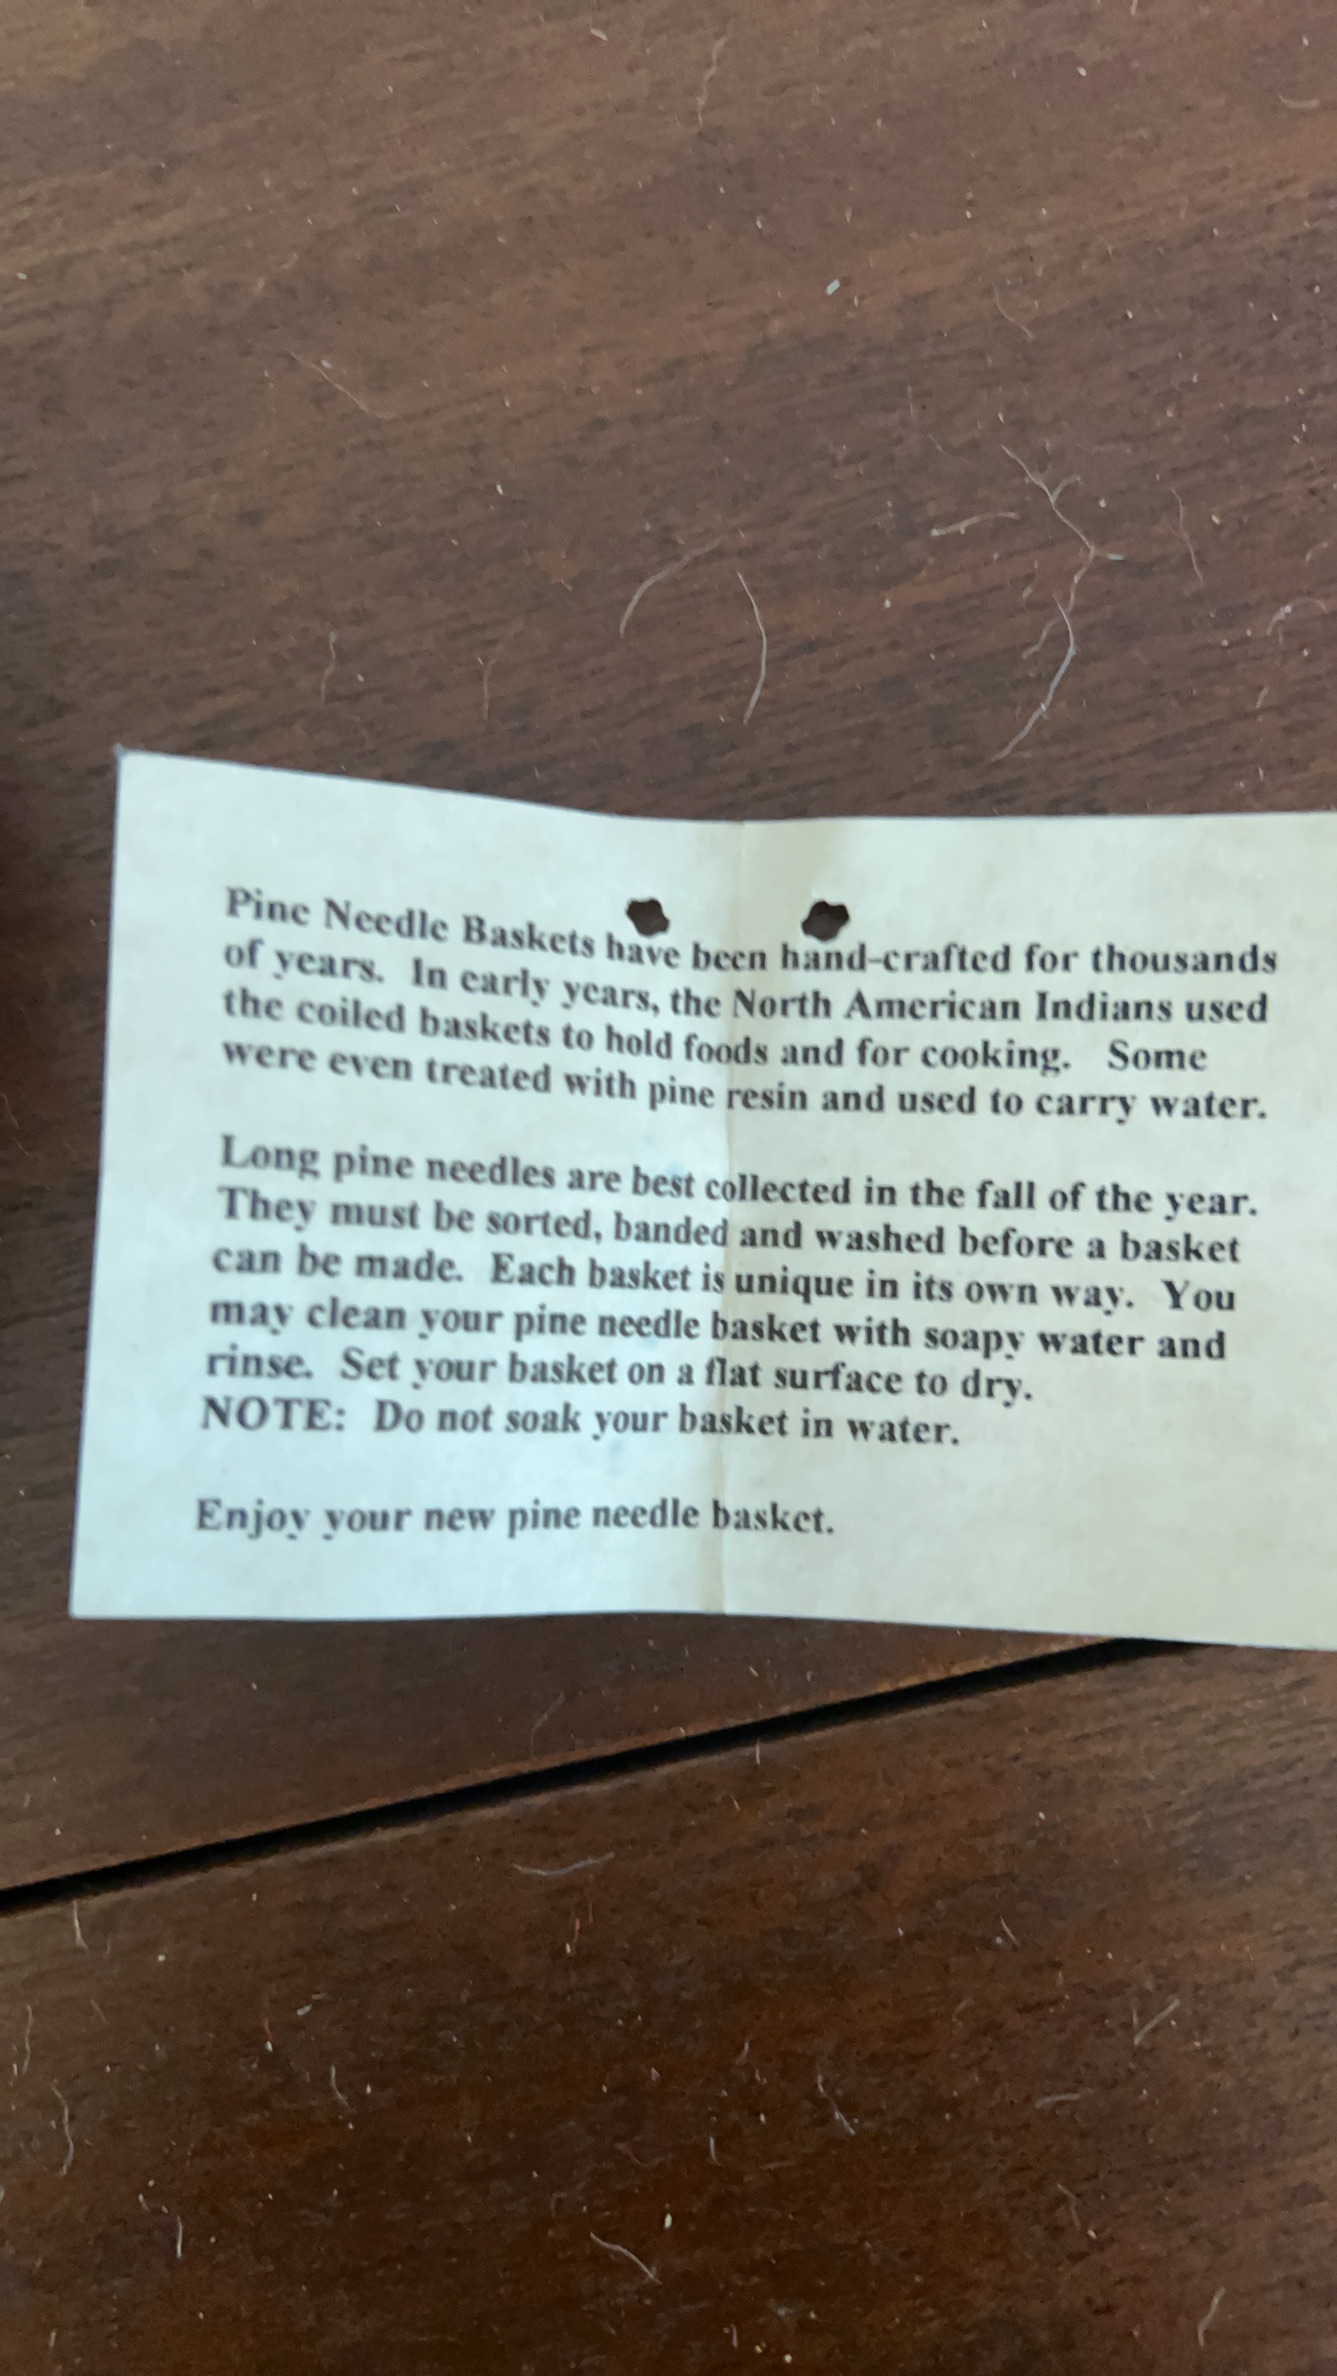 Pine Needle Baskets have been hand-crafted for thousands
of years. In early years, the North American Indians used
the coiled baskets to hold foods and for cooking. Some
were even treated with pine resin and used to carry water.
Long pine needles are best collected in the fall of the year.
They must be sorted, banded and washed before a basket
can be made. Each basket is unique in its own way. You
may clean your pine needle basket with soapy water and
rinse. Set your basket on a flat surface to dry.
NOTE: Do not soak your basket in water.
Enjoy your new pine needle basket.